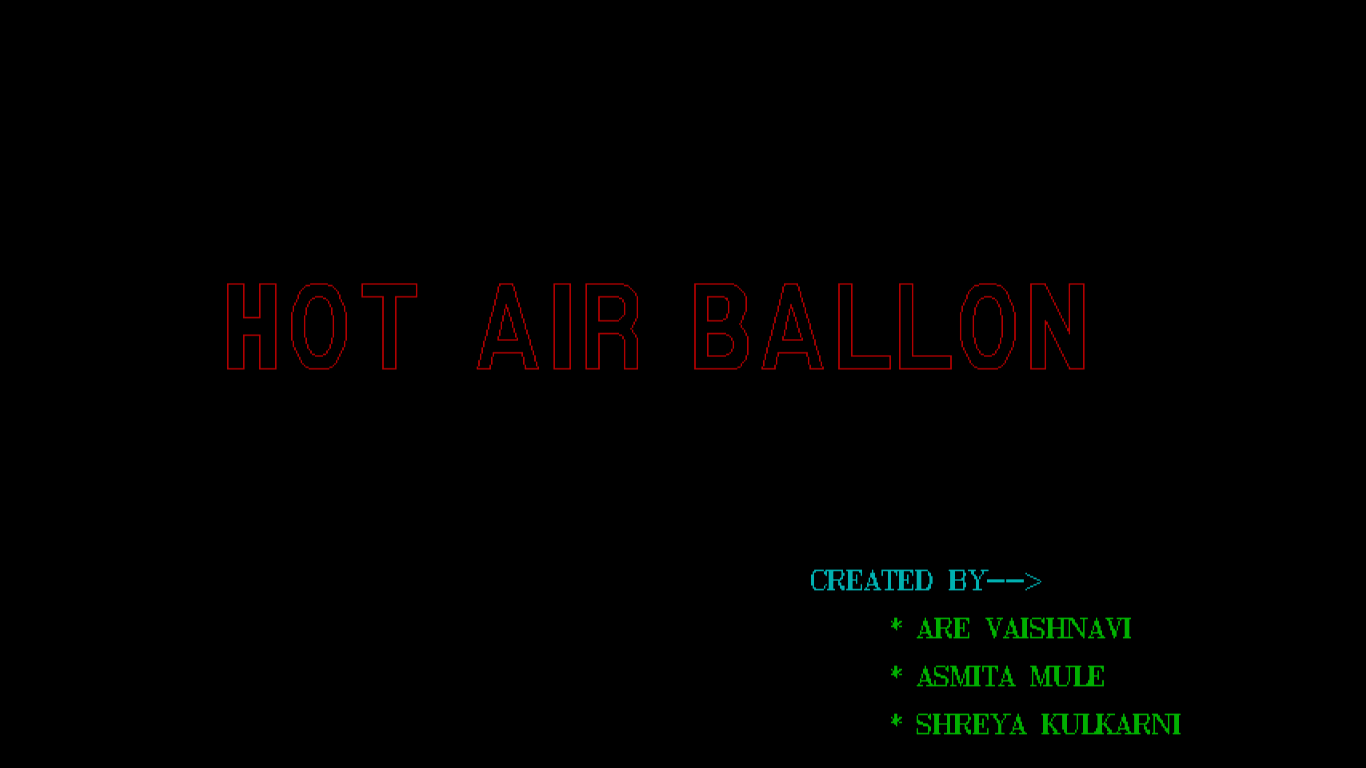 HOT AIR BALLON
CREATED BY-->
* ARE VAISHNAVI
* ASMITA MULE
* SHREYA KULKARNI